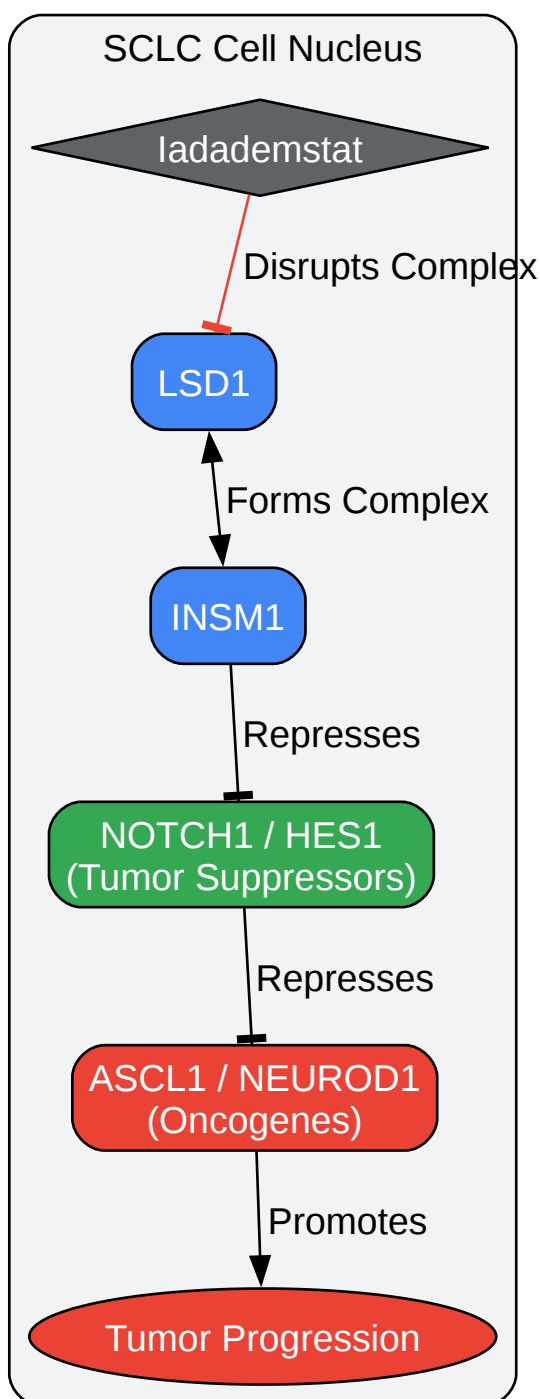 SCLC Cell Nucleus
Iadademstat
Disrupts Complex
LSD1
Forms Complex
INSM1
Represses
NOTCH1 / HES1
(Tumor Suppressors)
Represses
ASCL1 / NEUROD1
(Oncogenes)
Promotes
Tumor Progression